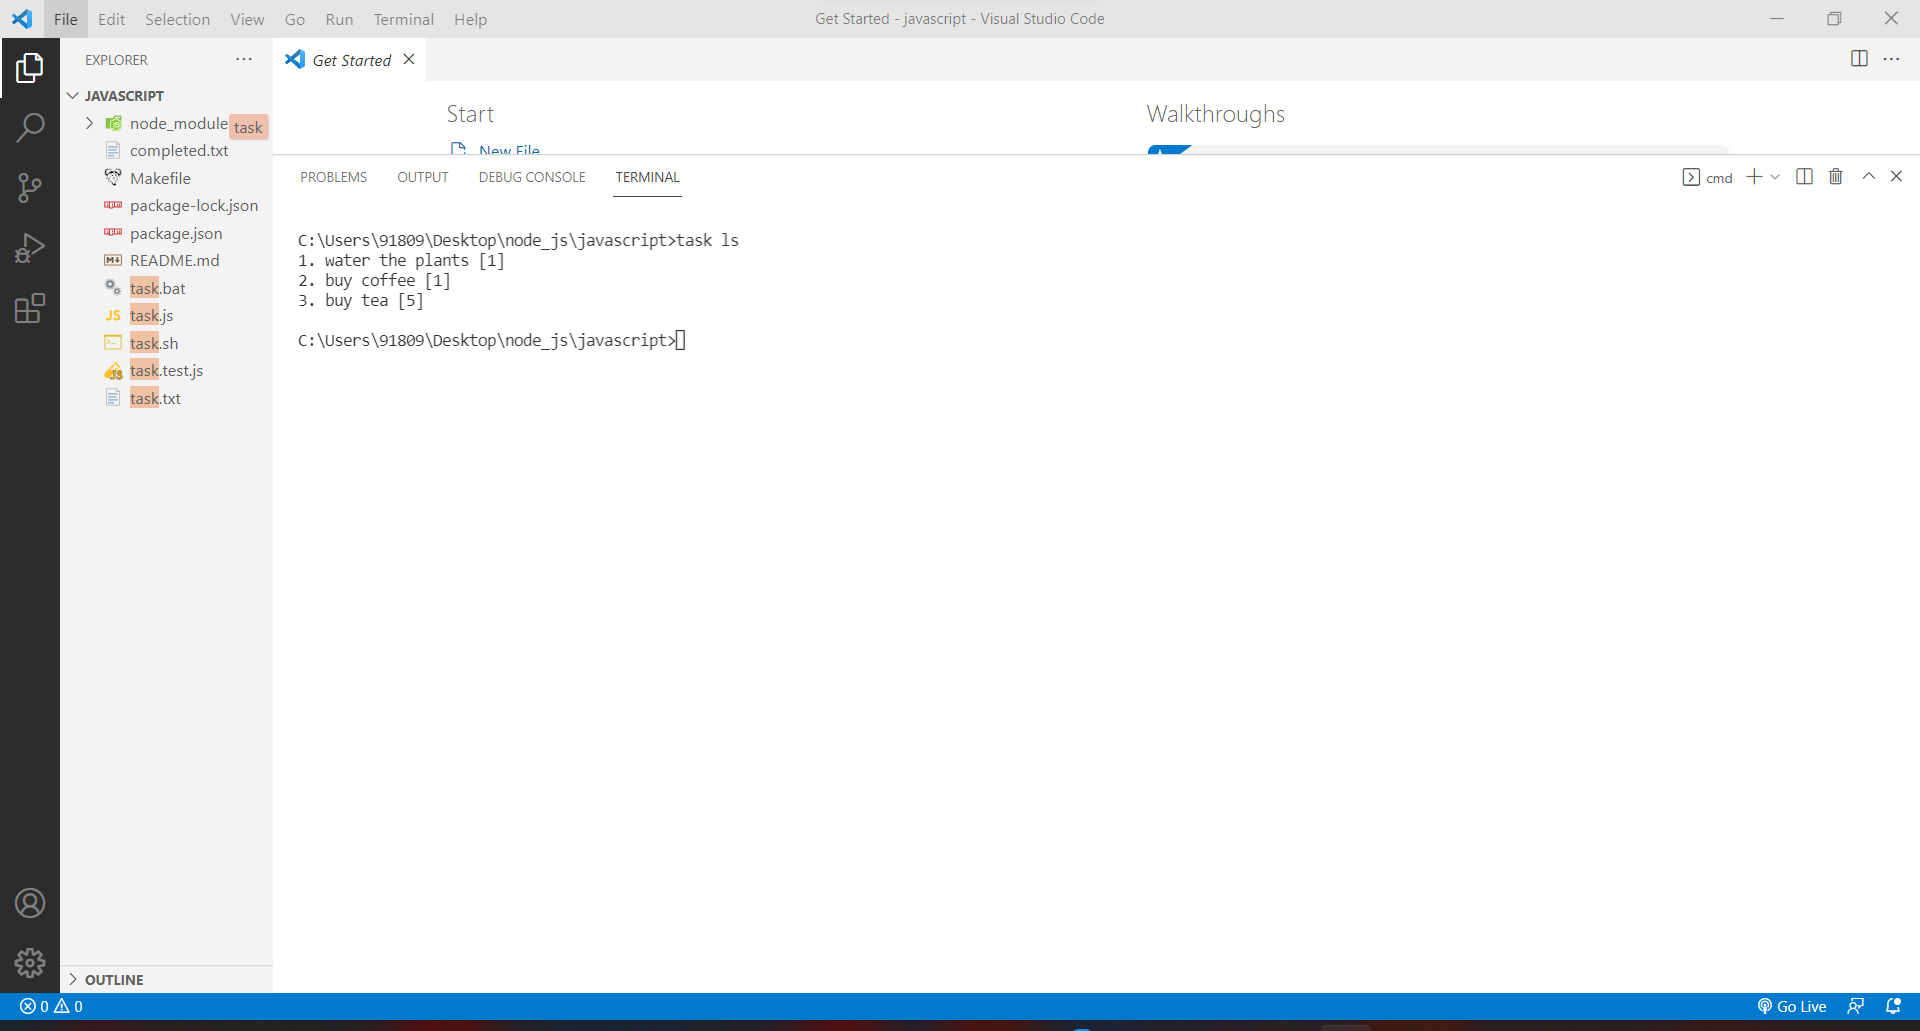 File Edit Selection View Go Run Terminal Help
Get Started - javascript - Visual Studio Code
EXPLORER
Get Started
JAVASCRIPT
node_module
task
completed.txt
Makefile
package-lock.json
package.json
README.md
task.bat
task.js
task.sh
task.test.js
task.txt
OUTLINE
Start
New File
Walkthroughs
PROBLEMS OUTPUT DEBUG CONSOLE TERMINAL
cmd
C:\Users\91809\Desktop\node_js\javascript>task ls
1. water the plants [1]
2. buy coffee [1]
3. buy tea [5]
C:\Users\91809\Desktop\node_js\javascript>
0 0
Go Live